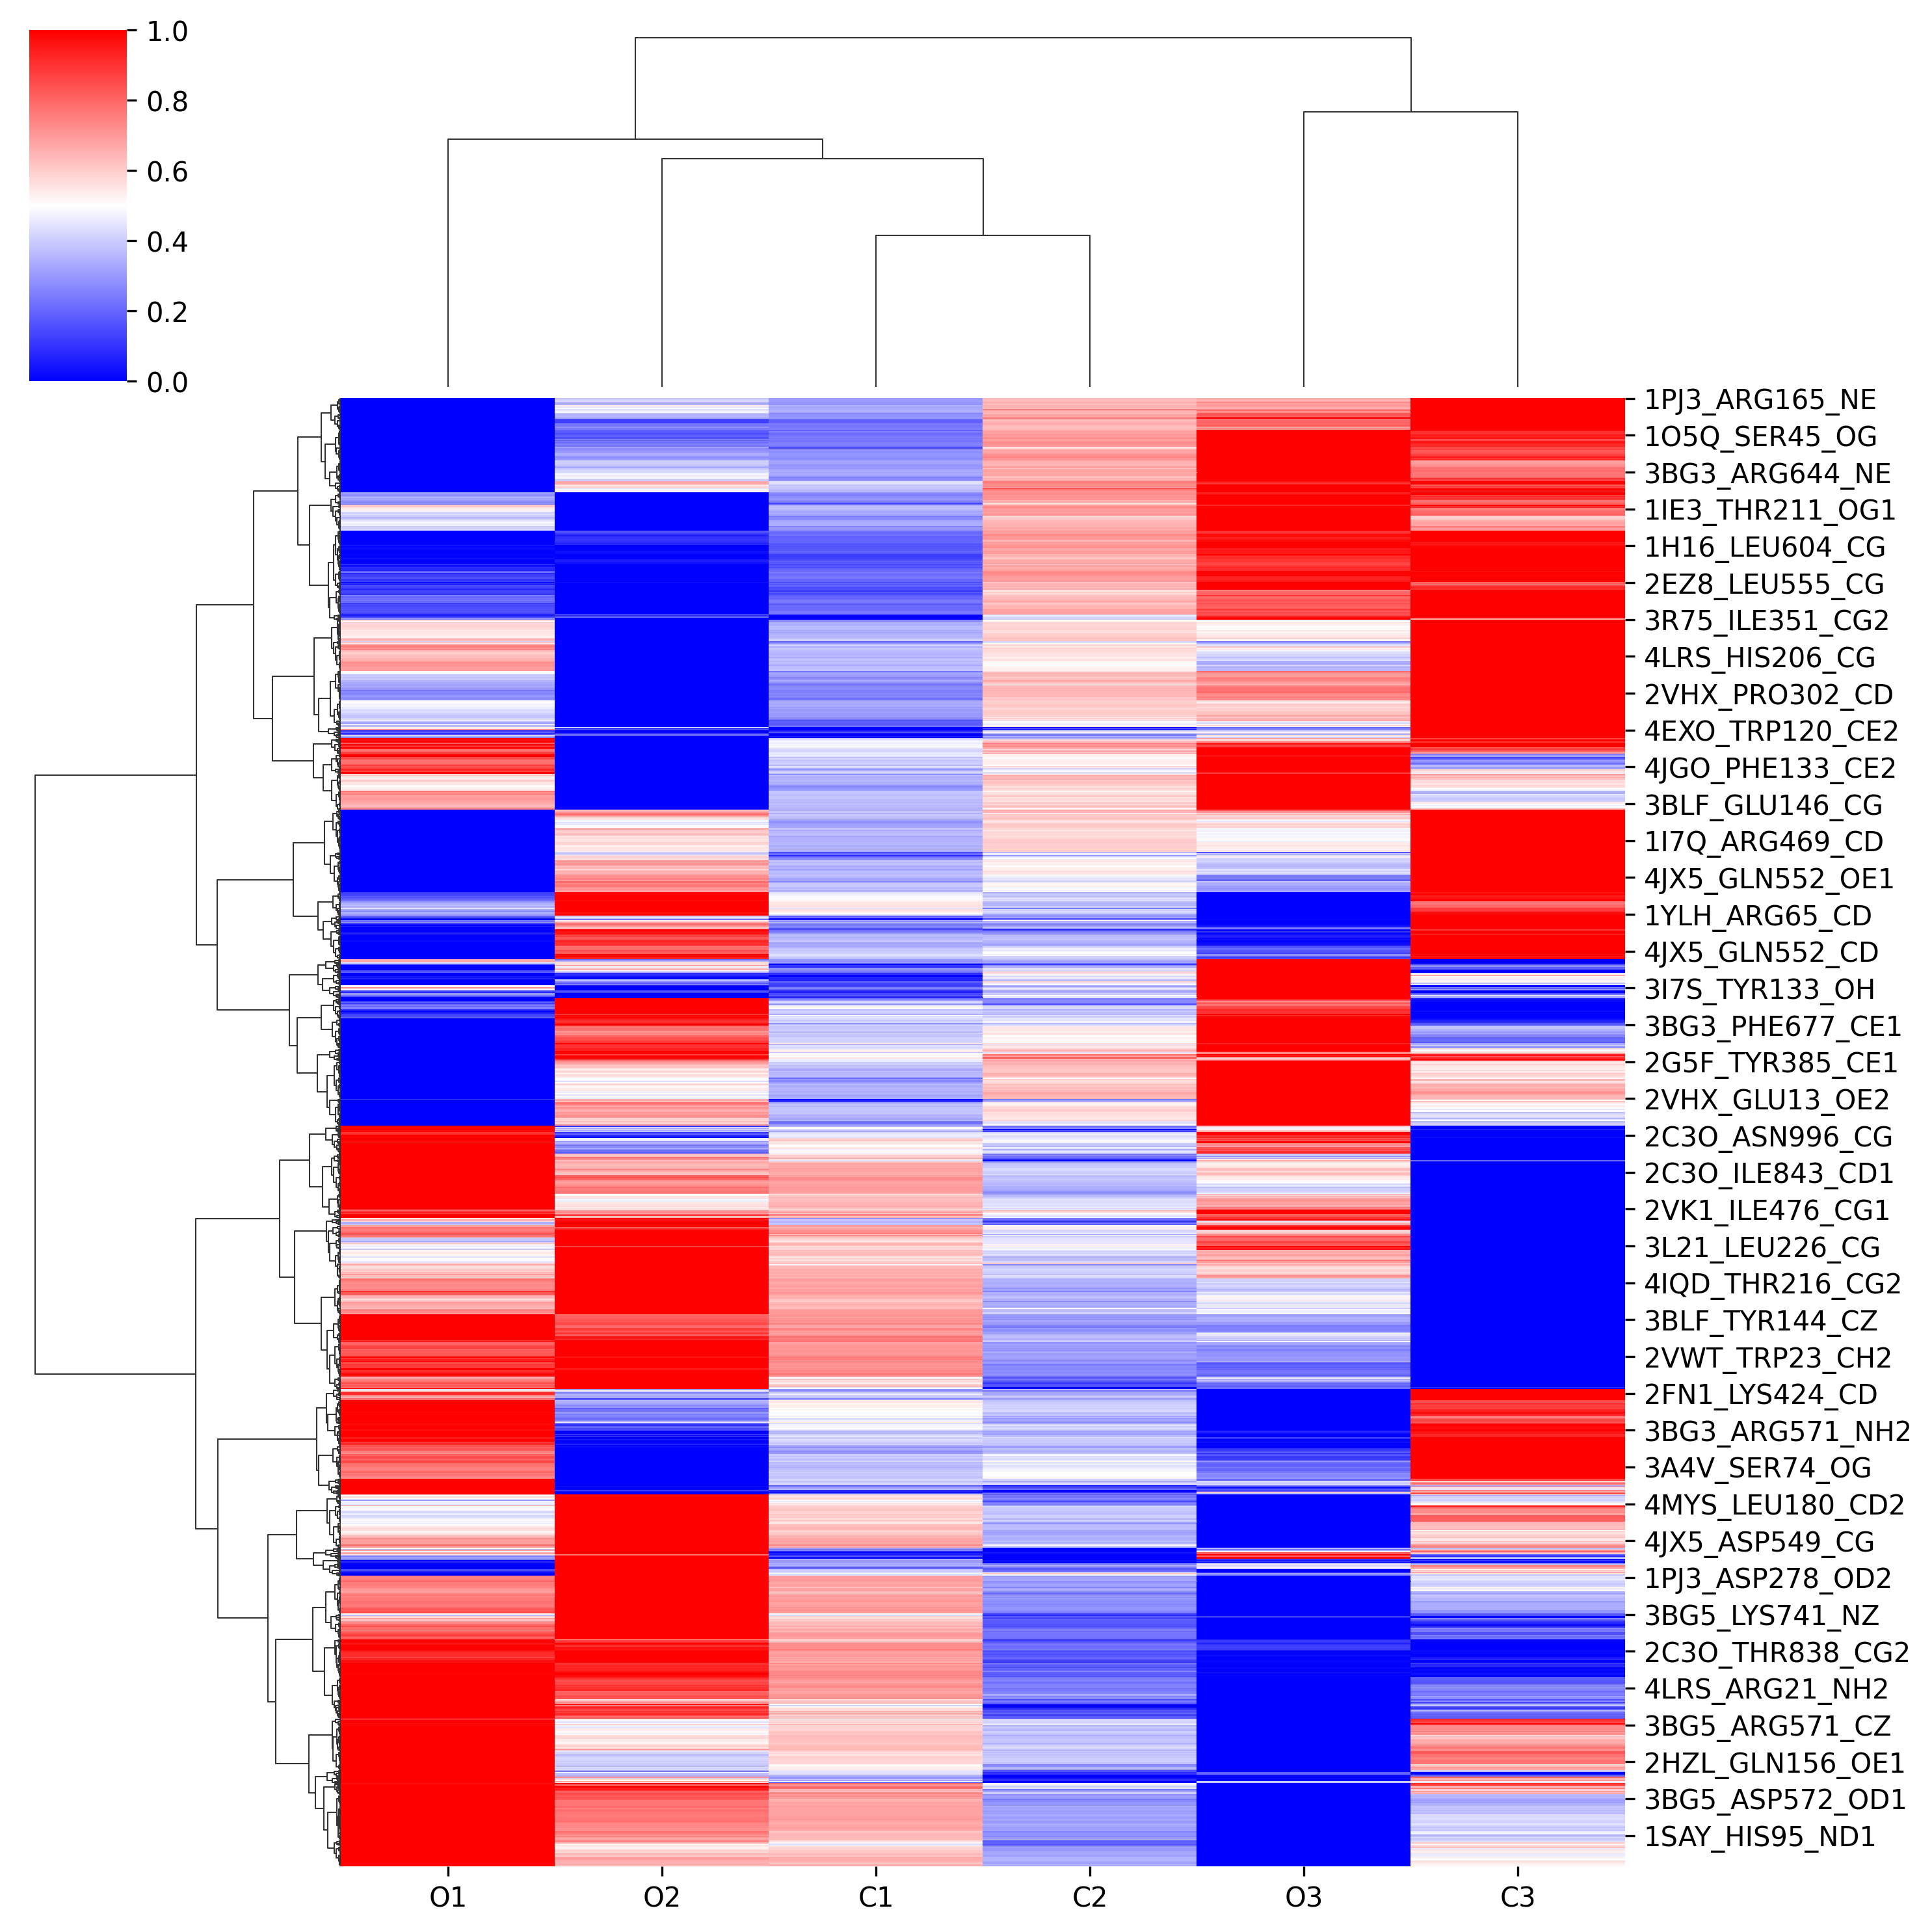 1.0
0.8
0.6
0.4
0.2
0.0
1PJ3_ARG165_NE
1O5Q_SER45_OG
3BG3_ARG644_NE
1IE3_THR211_OG1
1H16_LEU604_CG
2EZ8_LEU555_CG
3R75_ILE351_CG2
4LRS_HIS206_CG
2VHX_PRO302_CD
4EXO_TRP120_CE2
4JGO_PHE133_CE2
3BLF_GLU146_CG
1I7Q_ARG469_CD
4JX5_GLN552_OE1
1YLH_ARG65_CD
4JX5_GLN552_CD
3I7S_TYR133_OH
3BG3_PHE677_CE1
2G5F_TYR385_CE1
2VHX_GLU13_OE2
2C3O_ASN996_CG
2C3O_ILE843_CD1
2VK1_ILE476_CG1
3L21_LEU226_CG
4IQD_THR216_CG2
3BLF_TYR144_CZ
2VWT_TRP23_CH2
2FN1_LYS424_CD
3BG3_ARG571_NH2
3A4V_SER74_OG
4MYS_LEU180_CD2
4JX5_ASP549_CG
1PJ3_ASP278_OD2
3BG5_LYS741_NZ
2C3O_THR838_CG2
4LRS_ARG21_NH2
3BG5_ARG571_CZ
2HZL_GLN156_OE1
3BG5_ASP572_OD1
1SAY_HIS95_ND1
O1 O2 C1 C2 O3 C3